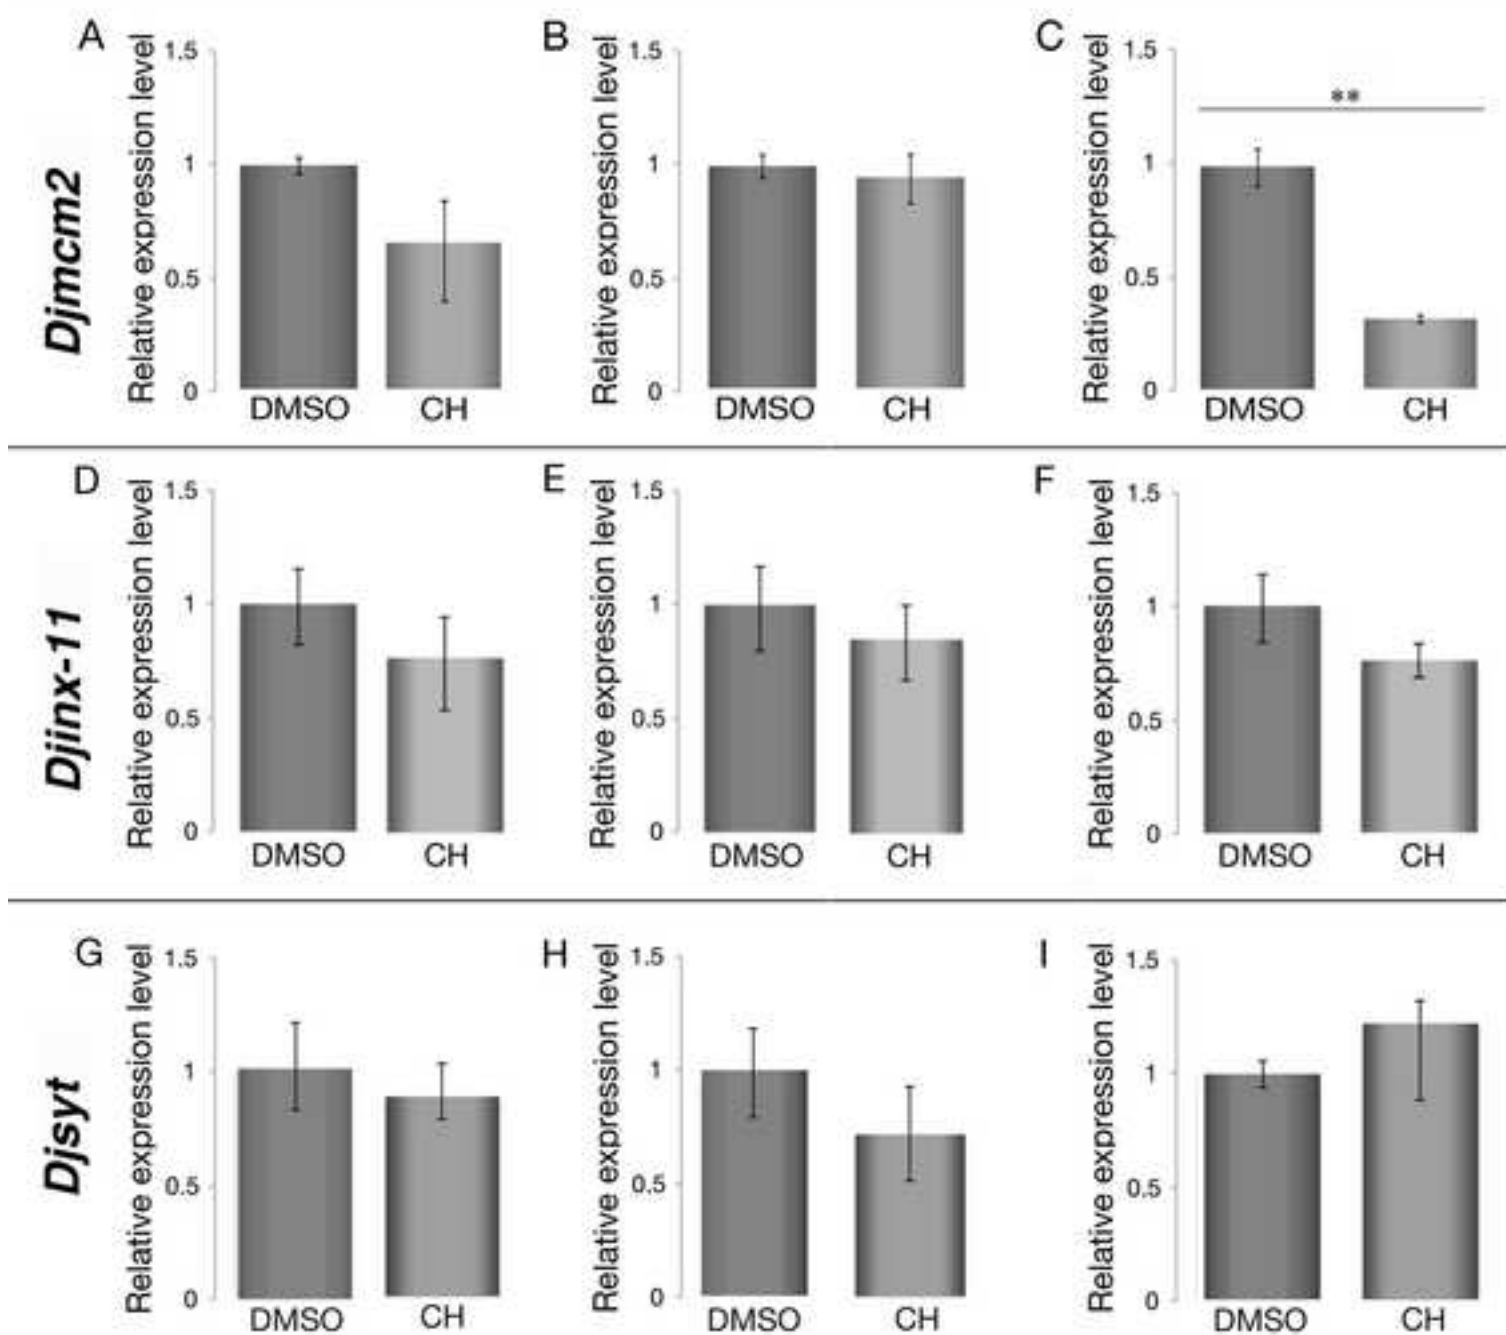 A
Relative expression level
1.5
1
0.5
0
DMSO
CH
B
Relative expression level
1.5
1
0.5
0
DMSO
CH
C
Relative expression level
1.5
1
0.5
0
**
DMSO
CH
Djmcm2
D
Relative expression level
1.5
1
0.5
0
DMSO
CH
E
Relative expression level
1.5
1
0.5
0
DMSO
CH
F
Relative expression level
1.5
1
0.5
0
DMSO
CH
Djinx-11
G
Relative expression level
1.5
1
0.5
0
DMSO
CH
H
Relative expression level
1.5
1
0.5
0
DMSO
CH
I
Relative expression level
1.5
1
0.5
0
DMSO
CH
Djsyt